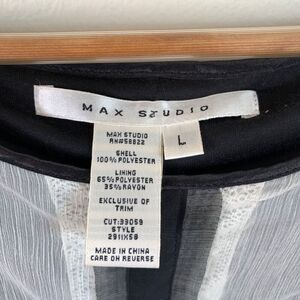 MAX STUDIO
L
MAX STUDIO
RN#58822
SHELL
100% POLYESTER
LINING
65% POLYESTER
35% RAYON
EXCLUSIVE OF
TRIM
CUT:33059
STYLE
2911X58
MADE IN CHINA
CARE ON REVERSE